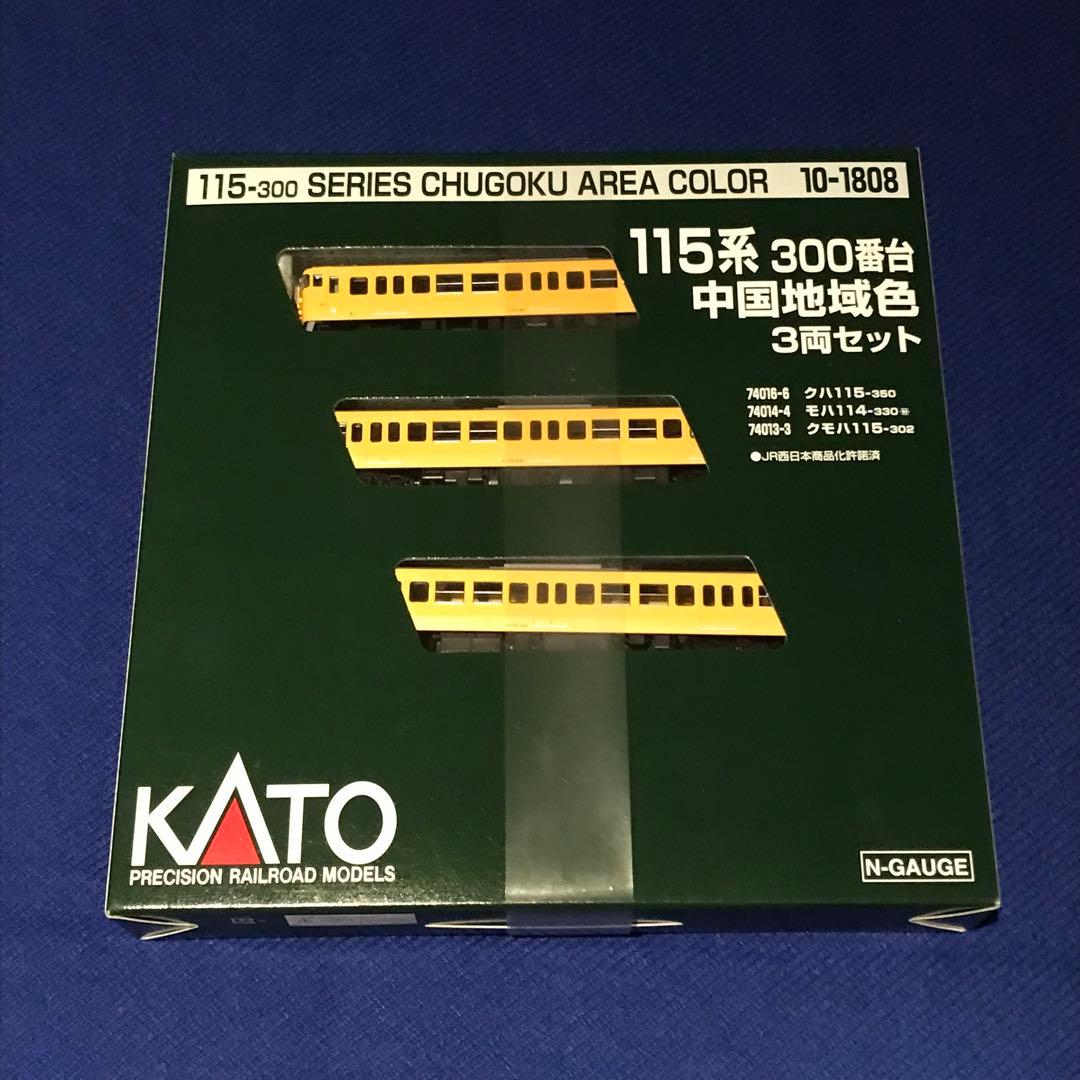 115-300 SERIES CHUGOKU AREA COLOR 10-1808
115系 300番台
中国地域色
3両セット
74016-6 クハ115-350
74014-4 モハ114-330 Ⓜ
74013-3 クモハ115-302
●JR西日本商品化許諾済
KATO
PRECISION RAILROAD MODELS
N-GAUGE